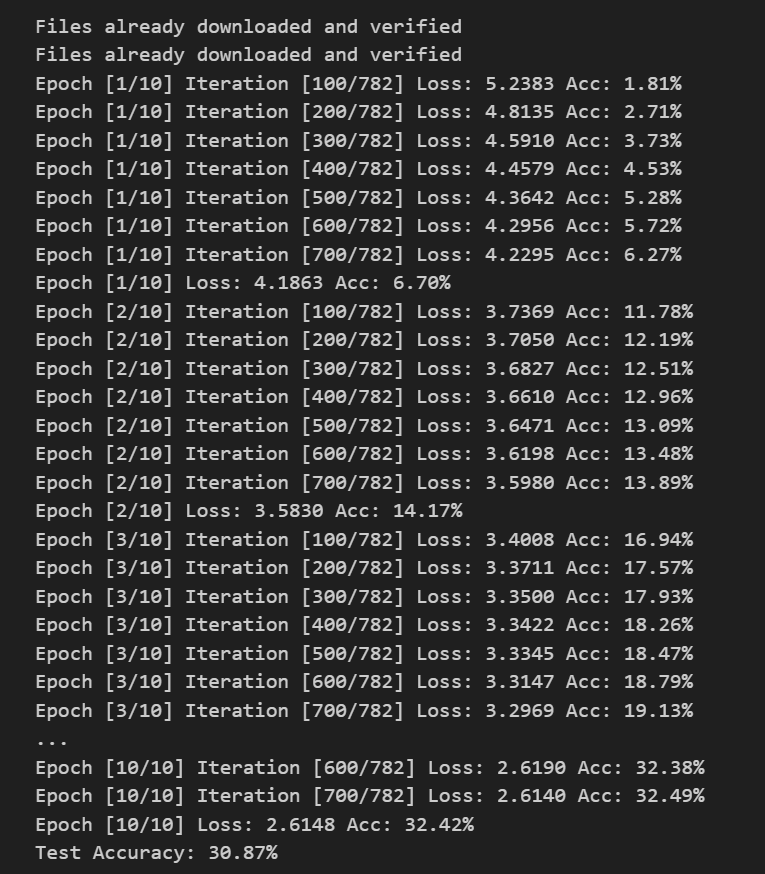 Files already downloaded and verified
Files already downloaded and verified
Epoch [1/10] Iteration [100/782] Loss: 5.2383 Acc: 1.81%
Epoch [1/10] Iteration [200/782] Loss: 4.8135 Acc: 2.71%
Epoch [1/10] Iteration [300/782] Loss: 4.5910 Acc: 3.73%
Epoch [1/10] Iteration [400/782] Loss: 4.4579 Acc: 4.53%
Epoch [1/10] Iteration [500/782] Loss: 4.3642 Acc: 5.28%
Epoch [1/10] Iteration [600/782] Loss: 4.2956 Acc: 5.72%
Epoch [1/10] Iteration [700/782] Loss: 4.2295 Acc: 6.27%
Epoch [1/10] Loss: 4.1863 Acc: 6.70%
Epoch [2/10] Iteration [100/782] Loss: 3.7369 Acc: 11.78%
Epoch [2/10] Iteration [200/782] Loss: 3.7050 Acc: 12.19%
Epoch [2/10] Iteration [300/782] Loss: 3.6827 Acc: 12.51%
Epoch [2/10] Iteration [400/782] Loss: 3.6610 Acc: 12.96%
Epoch [2/10] Iteration [500/782] Loss: 3.6471 Acc: 13.09%
Epoch [2/10] Iteration [600/782] Loss: 3.6198 Acc: 13.48%
Epoch [2/10] Iteration [700/782] Loss: 3.5980 Acc: 13.89%
Epoch [2/10] Loss: 3.5830 Acc: 14.17%
Epoch [3/10] Iteration [100/782] Loss: 3.4008 Acc: 16.94%
Epoch [3/10] Iteration [200/782] Loss: 3.3711 Acc: 17.57%
Epoch [3/10] Iteration [300/782] Loss: 3.3500 Acc: 17.93%
Epoch [3/10] Iteration [400/782] Loss: 3.3422 Acc: 18.26%
Epoch [3/10] Iteration [500/782] Loss: 3.3345 Acc: 18.47%
Epoch [3/10] Iteration [600/782] Loss: 3.3147 Acc: 18.79%
Epoch [3/10] Iteration [700/782] Loss: 3.2969 Acc: 19.13%
...
Epoch [10/10] Iteration [600/782] Loss: 2.6190 Acc: 32.38%
Epoch [10/10] Iteration [700/782] Loss: 2.6140 Acc: 32.49%
Epoch [10/10] Loss: 2.6148 Acc: 32.42%
Test Accuracy: 30.87%